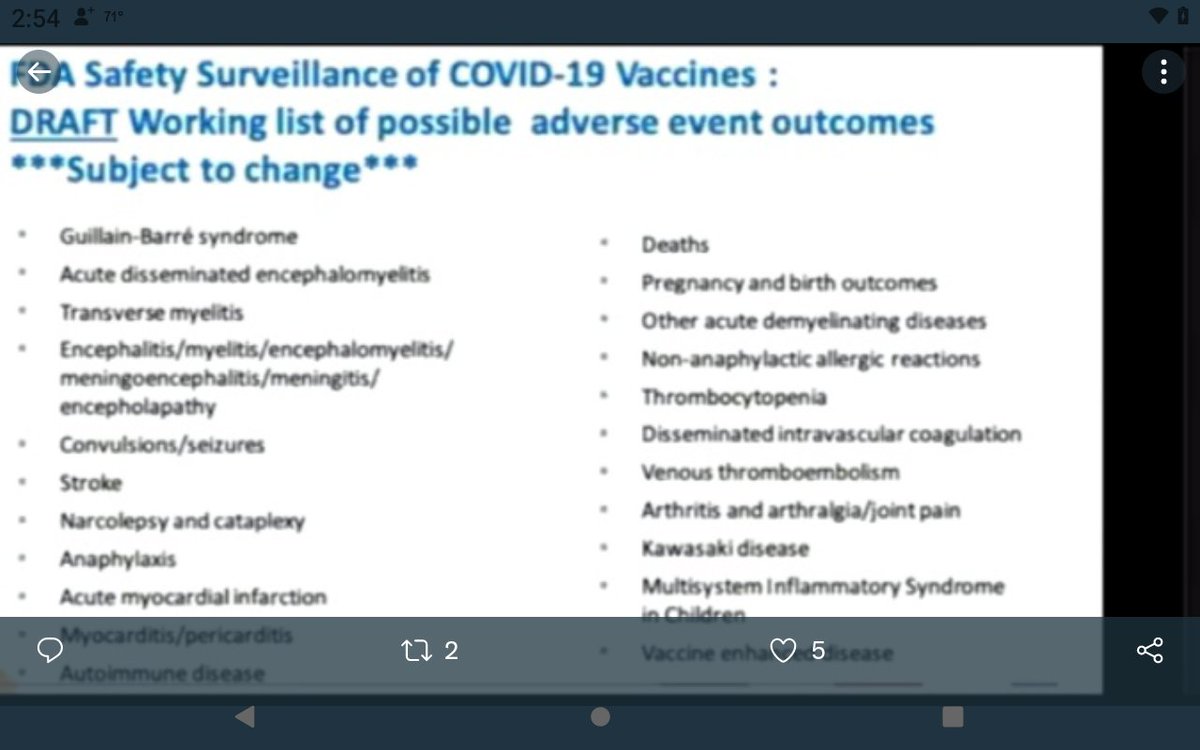 2:54 71°
FDA Safety Surveillance of COVID-19 Vaccines :
DRAFT Working list of possible adverse event outcomes
***Subject to change***
Guillain-Barré syndrome
Acute disseminated encephalomyelitis
Transverse myelitis
Encephalitis/myelitis/encephalomyelitis/
meningoencephalitis/meningitis/
encepholapathy
Convulsions/seizures
Stroke
Narcolepsy and cataplexy
Anaphylaxis
Acute myocardial infarction
Myocarditis/pericarditis
Autoimmune disease
Deaths
Pregnancy and birth outcomes
Other acute demyelinating diseases
Non-anaphylactic allergic reactions
Thrombocytopenia
Disseminated intravascular coagulation
Venous thromboembolism
Arthritis and arthralgia/joint pain
Kawasaki disease
Multisystem Inflammatory Syndrome
in Children
Vaccine enhanced disease
2 5